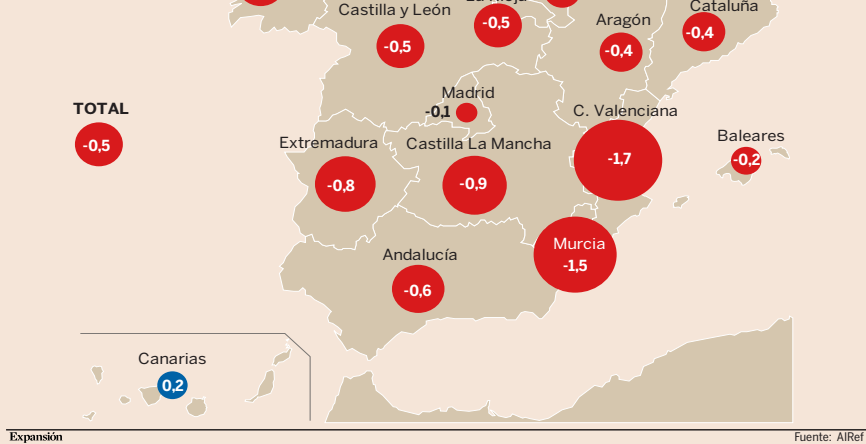 Castilla y León
-0,5
-0,5
Aragón
-0,4
Cataluña
-0,4
TOTAL
-0,5
Madrid
-0,1
C. Valenciana
-1,7
Baleares
-0,2
Extremadura
-0,8
Castilla La Mancha
-0,9
Murcia
-1,5
Andalucía
-0,6
Canarias
0,2
Expansión
Fuente: AIRef